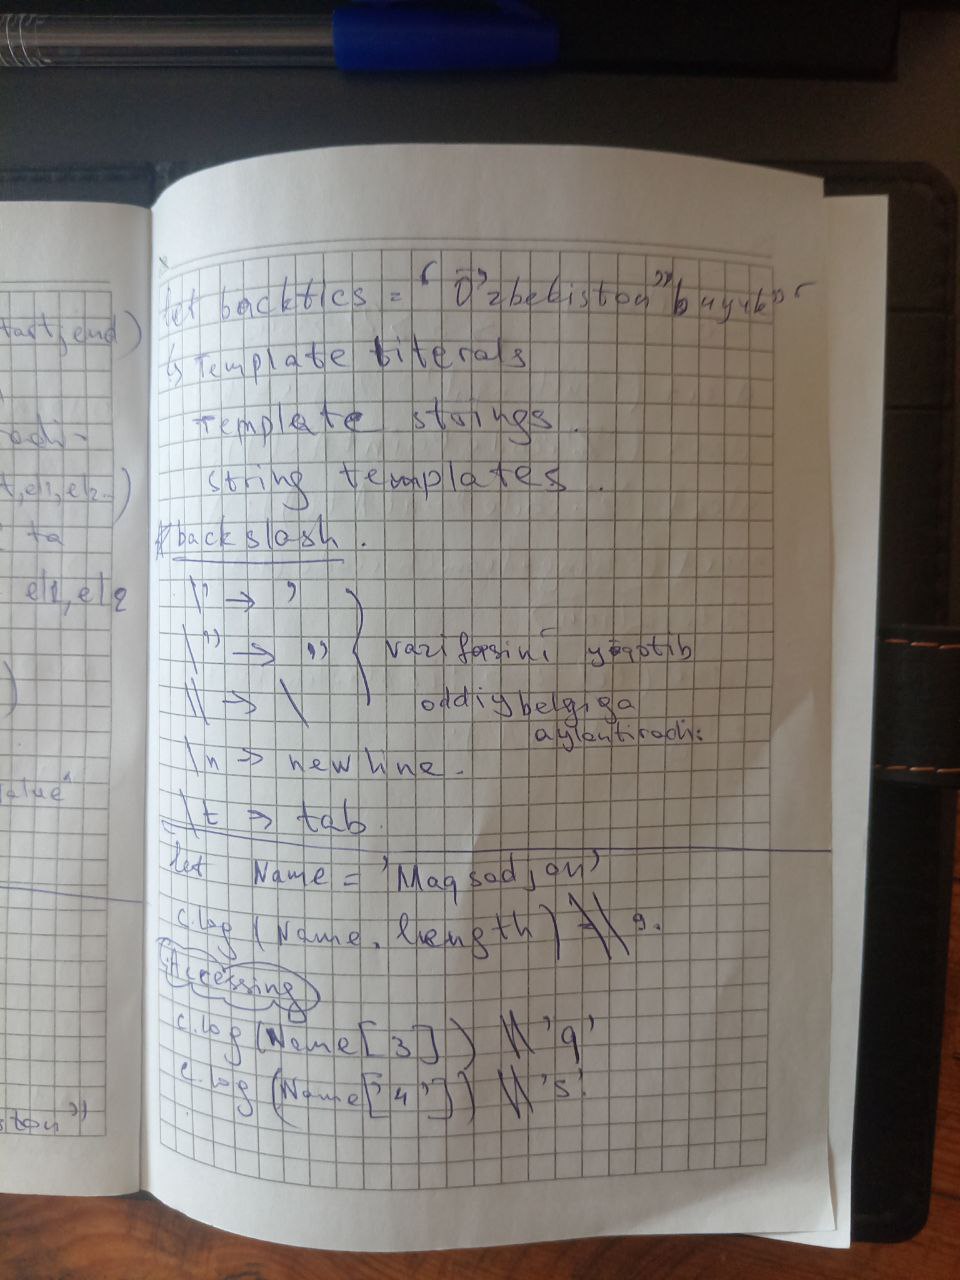 tart, end)
odi-
t, el1, el2..)
ta
el1, el2
)
value"
ston"
let backtics = ` O'zbekiston "buyuk" `
↳ Template literals
Template strings.
string templates.
backslash.
\' → '
\" → " vazifasini yo'qotib
\\ → \ oddiy belgiga
aylantiradi.
\n → new line.
\t → tab.
let Name = 'Maqsadjon'
c.log (Name.length) \\ 9.
Accessing
c.log (Name[3]) \\ 'q'
c.log (Name['4']) \\ 's'.